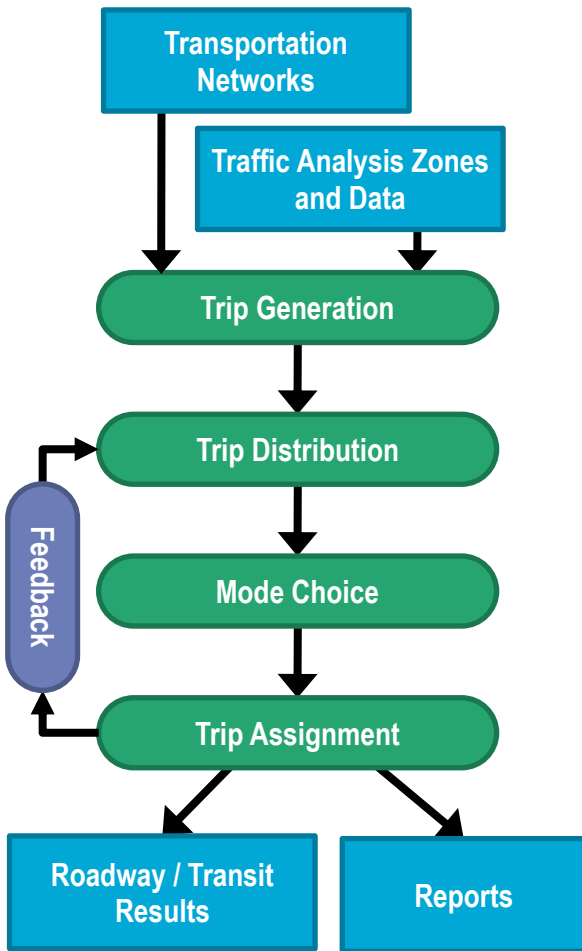 Transportation
Networks
Traffic Analysis Zones
and Data
Trip Generation
Trip Distribution
Feedback
Mode Choice
Trip Assignment
Roadway / Transit
Results
Reports